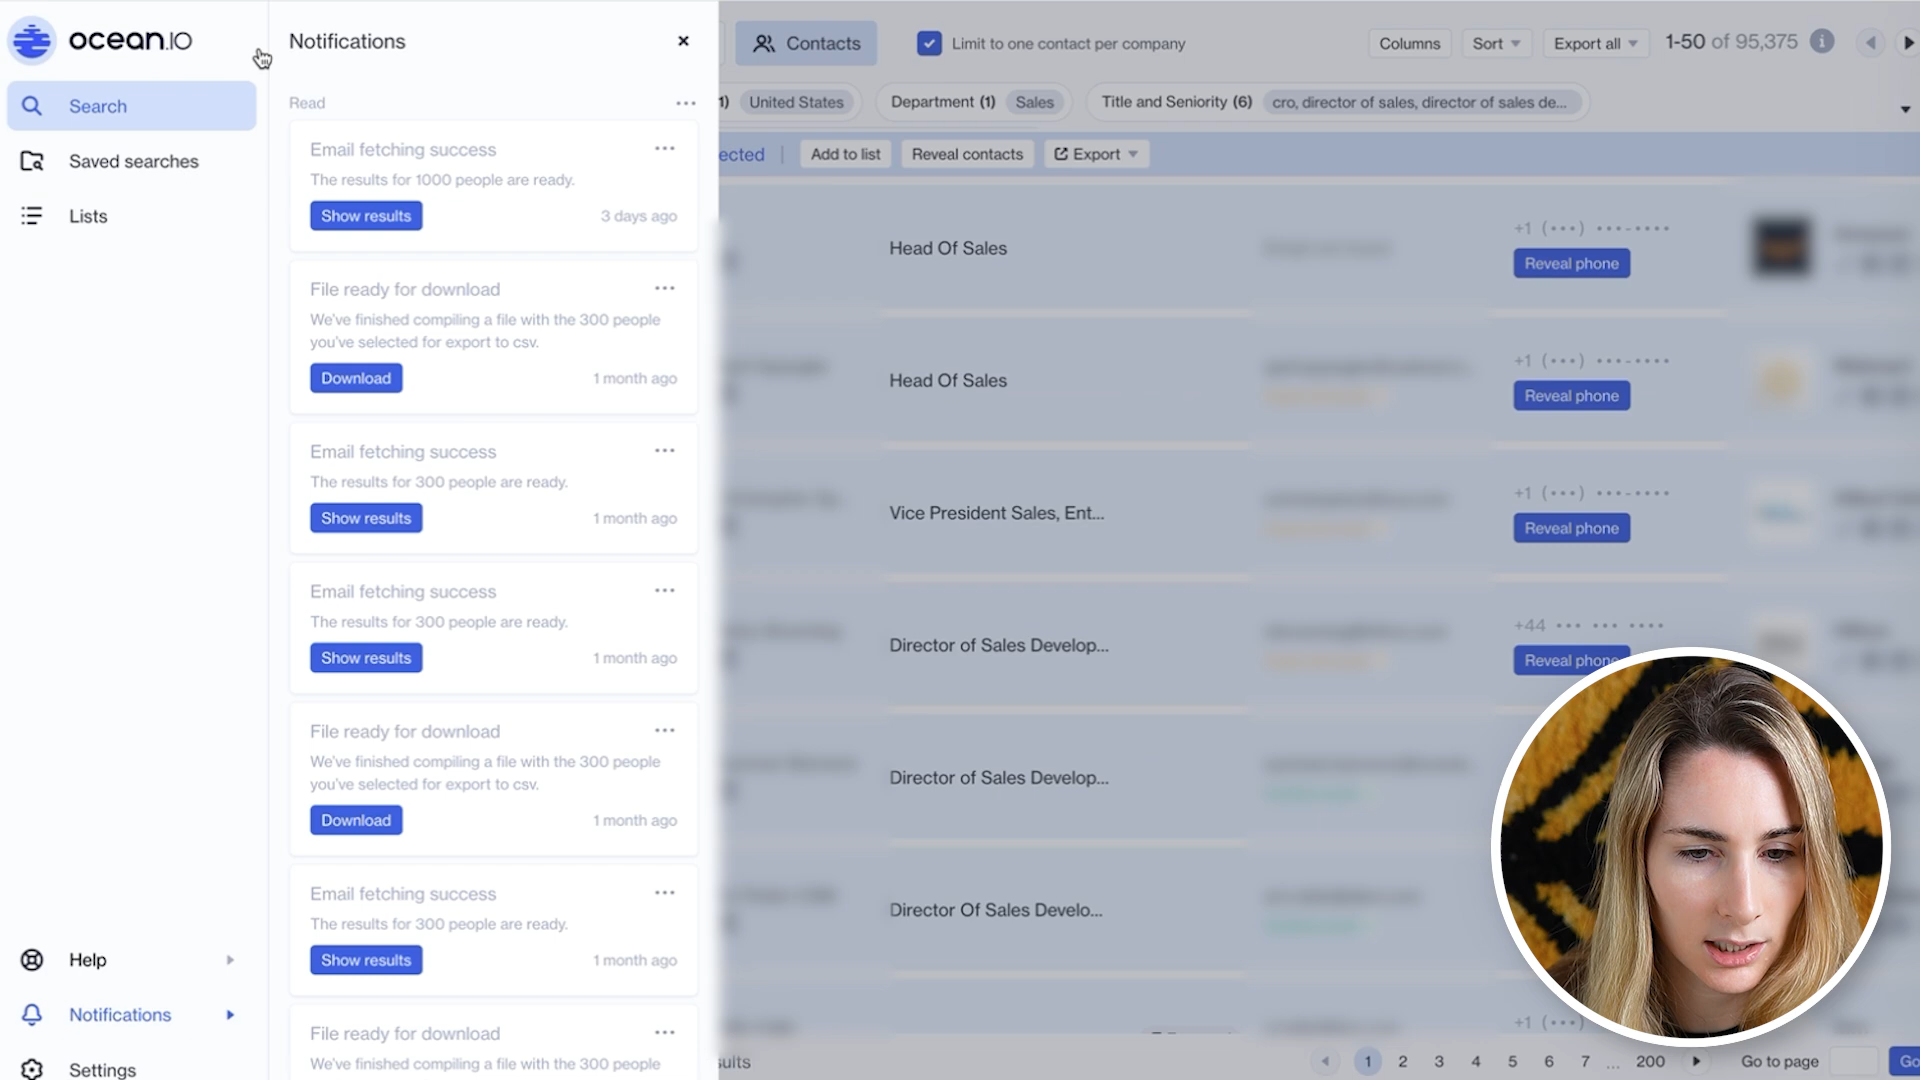 ocean.io
Search
Saved searches
Lists
Help
Notifications
Settings
Notifications
Read
Email fetching success
The results for 1000 people are ready.
Show results
3 days ago
File ready for download
We've finished compiling a file with the 300 people
you've selected for export to csv.
Download
1 month ago
Email fetching success
The results for 300 people are ready.
Show results
1 month ago
Email fetching success
The results for 300 people are ready.
Show results
1 month ago
File ready for download
We've finished compiling a file with the 300 people
you've selected for export to csv.
Download
1 month ago
Email fetching success
The results for 300 people are ready.
Show results
1 month ago
File ready for download
We've finished compiling a file with the 300 people
Contacts
Limit to one contact per company
Columns
Sort
Export all
1-50 of 95,375
1) United States
Department (1) Sales
Title and Seniority (6) cro, director of sales, director of sales de...
ected | Add to list Reveal contacts Export
Head Of Sales
+1 (•••) •••-••••
Reveal phone
Head Of Sales
+1 (•••) •••-••••
Reveal phone
Vice President Sales, Ent...
+1 (•••) •••-••••
Reveal phone
Director of Sales Develop...
+44 ••• ••• ••••
Reveal phone
Director of Sales Develop...
Director Of Sales Develo...
+1 (•••)
sults
1 2 3 4 5 6 7 ... 200
Go to page
Go